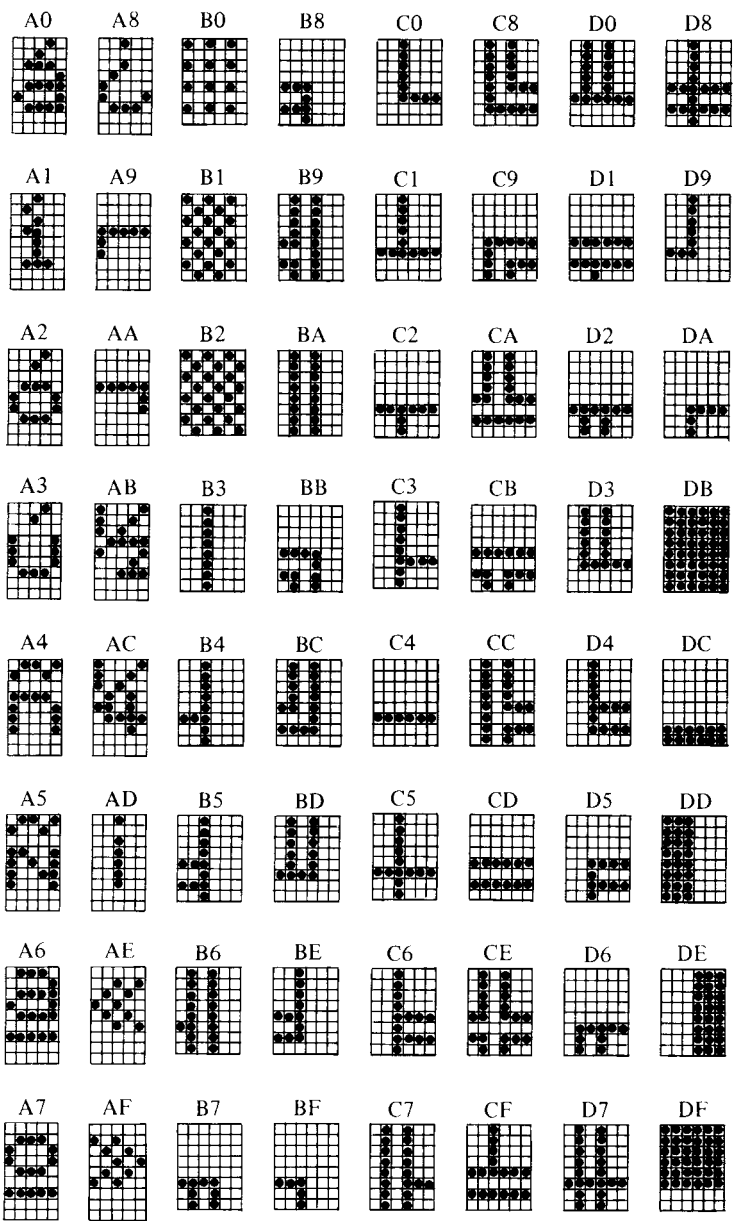 A0 A8 B0 B8 C0 C8 D0 D8
A1 A9 B1 B9 C1 C9 D1 D9
A2 AA B2 BA C2 CA D2 DA
A3 AB B3 BB C3 CB D3 DB
A4 AC B4 BC C4 CC D4 DC
A5 AD B5 BD C5 CD D5 DD
A6 AE B6 BE C6 CE D6 DE
A7 AF B7 BF C7 CF D7 DF